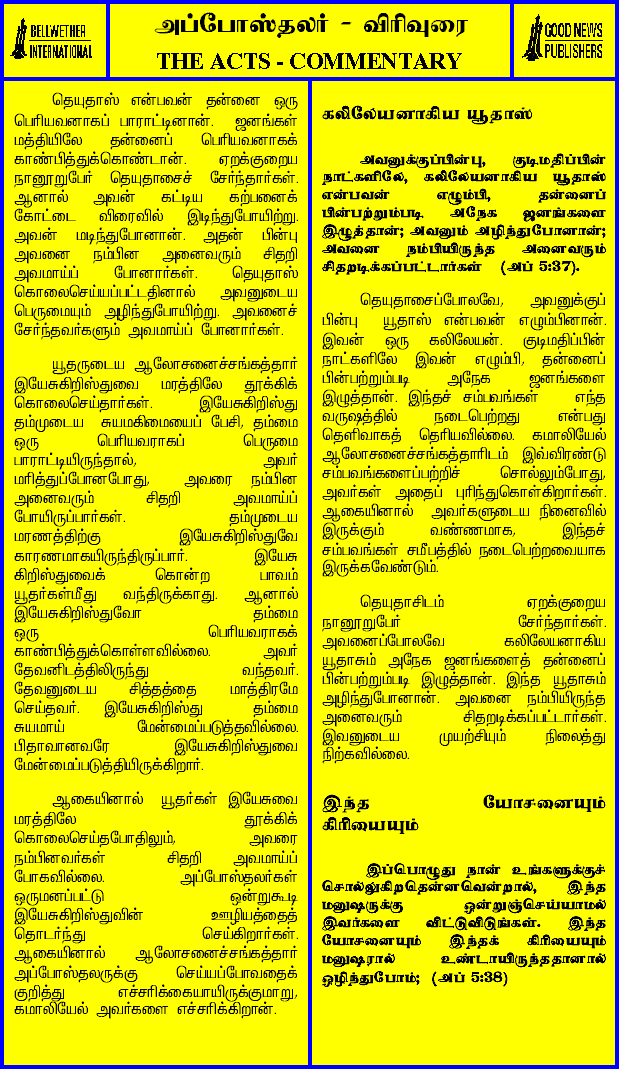 BELLWETHER
INTERNATIONAL
அப்போஸ்தலர் - விரிவுரை
THE ACTS - COMMENTARY
GOOD NEWS
PUBLISHERS
தெயுதாஸ் என்பவன் தன்னை ஒரு
பெரியவனாகப் பாராட்டினான். ஜனங்கள்
மத்தியிலே தன்னைப் பெரியவனாகக்
காண்பித்துக்கொண்டான். ஏறக்குறைய
நானூறுபேர் தெயுதாசைச் சேர்ந்தார்கள்.
ஆனால் அவன் கட்டிய கற்பனைக்
கோட்டை விரைவில் இடிந்துபோயிற்று.
அவன் மடிந்துபோனான். அதன் பின்பு
அவனை நம்பின அனைவரும் சிதறி
அவமாய்ப் போனார்கள். தெயுதாஸ்
கொலைசெய்யப்பட்டதினால் அவனுடைய
பெருமையும் அழிந்துபோயிற்று. அவனைச்
சேர்ந்தவர்களும் அவமாய்ப் போனார்கள்.
யூதருடைய ஆலோசனைச்சங்கத்தார்
இயேசுகிறிஸ்துவை மரத்திலே தூக்கிக்
கொலைசெய்தார்கள். இயேசுகிறிஸ்து
தம்முடைய சுயமகிமையைப் பேசி, தம்மை
ஒரு பெரியவராகப் பெருமை
பாராட்டியிருந்தால், அவர்
மரித்துப்போனபோது, அவரை நம்பின
அனைவரும் சிதறி அவமாய்ப்
போயிருப்பார்கள். தம்முடைய
மரணத்திற்கு இயேசுகிறிஸ்துவே
காரணமாகயிருந்திருப்பார். இயேசு
கிறிஸ்துவைக் கொன்ற பாவம்
யூதர்கள்மீது வந்திருக்காது. ஆனால்
இயேசுகிறிஸ்துவோ தம்மை
ஒரு பெரியவராகக்
காண்பித்துக்கொள்ளவில்லை. அவர்
தேவனிடத்திலிருந்து வந்தவர்.
தேவனுடைய சித்தத்தை மாத்திரமே
செய்தவர். இயேசுகிறிஸ்து தம்மை
சுயமாய் மேன்மைப்படுத்தவில்லை.
பிதாவானவரே இயேசுகிறிஸ்துவை
மேன்மைப்படுத்தியிருக்கிறார்.
ஆகையினால் யூதர்கள் இயேசுவை
மரத்திலே தூக்கிக்
கொலைசெய்தபோதிலும், அவரை
நம்பினவர்கள் சிதறி அவமாய்ப்
போகவில்லை. அப்போஸ்தலர்கள்
ஒருமனப்பட்டு ஒன்றுகூடி
இயேசுகிறிஸ்துவின் ஊழியத்தைத்
தொடர்ந்து செய்கிறார்கள்.
ஆகையினால் ஆலோசனைச்சங்கத்தார்
அப்போஸ்தலருக்கு செய்யப்போவதைக்
குறித்து எச்சரிக்கையாயிருக்குமாறு,
கமாலியேல் அவர்களை எச்சரிக்கிறான்.
கலிலேயனாகிய யூதாஸ்
அவனுக்குப்பின்பு, குடிமதிப்பின்
நாட்களிலே, கலிலேயனாகிய யூதாஸ்
என்பவன் எழும்பி, தன்னைப்
பின்பற்றும்படி அநேக ஜனங்களை
இழுத்தான்; அவனும் அழிந்துபோனான்;
அவனை நம்பியிருந்த அனைவரும்
சிதறடிக்கப்பட்டார்கள் (அப் 5:37).
தெயுதாசைப்போலவே, அவனுக்குப்
பின்பு யூதாஸ் என்பவன் எழும்பினான்.
இவன் ஒரு கலிலேயன். குடிமதிப்பின்
நாட்களிலே இவன் எழும்பி, தன்னைப்
பின்பற்றும்படி அநேக ஜனங்களை
இழுத்தான். இந்தச் சம்பவங்கள் எந்த
வருஷத்தில் நடைபெற்றது என்பது
தெளிவாகத் தெரியவில்லை. கமாலியேல்
ஆலோசனைச்சங்கத்தாரிடம் இவ்விரண்டு
சம்பவங்களைப்பற்றிச் சொல்லும்போது,
அவர்கள் அதைப் புரிந்துகொள்கிறார்கள்.
ஆகையினால் அவர்களுடைய நினைவில்
இருக்கும் வண்ணமாக, இந்தச்
சம்பவங்கள் சமீபத்தில் நடைபெற்றவையாக
இருக்கவேண்டும்.
தெயுதாசிடம் ஏறக்குறைய
நானூறுபேர் சேர்ந்தார்கள்.
அவனைப்போலவே கலிலேயனாகிய
யூதாசும் அநேக ஜனங்களைத் தன்னைப்
பின்பற்றும்படி இழுத்தான். இந்த யூதாசும்
அழிந்துபோனான். அவனை நம்பியிருந்த
அனைவரும் சிதறடிக்கப்பட்டார்கள்.
இவனுடைய முயற்சியும் நிலைத்து
நிற்கவில்லை.
இந்த யோசனையும்
கிரியையும்
இப்பொழுது நான் உங்களுக்குச்
சொல்லுகிறதென்னவென்றால், இந்த
மனுஷருக்கு ஒன்றுஞ்செய்யாமல்
இவர்களை விட்டுவிடுங்கள். இந்த
யோசனையும் இந்தக் கிரியையும்
மனுஷரால் உண்டாயிருந்ததானால்
ஒழிந்துபோம்; (அப் 5:38)